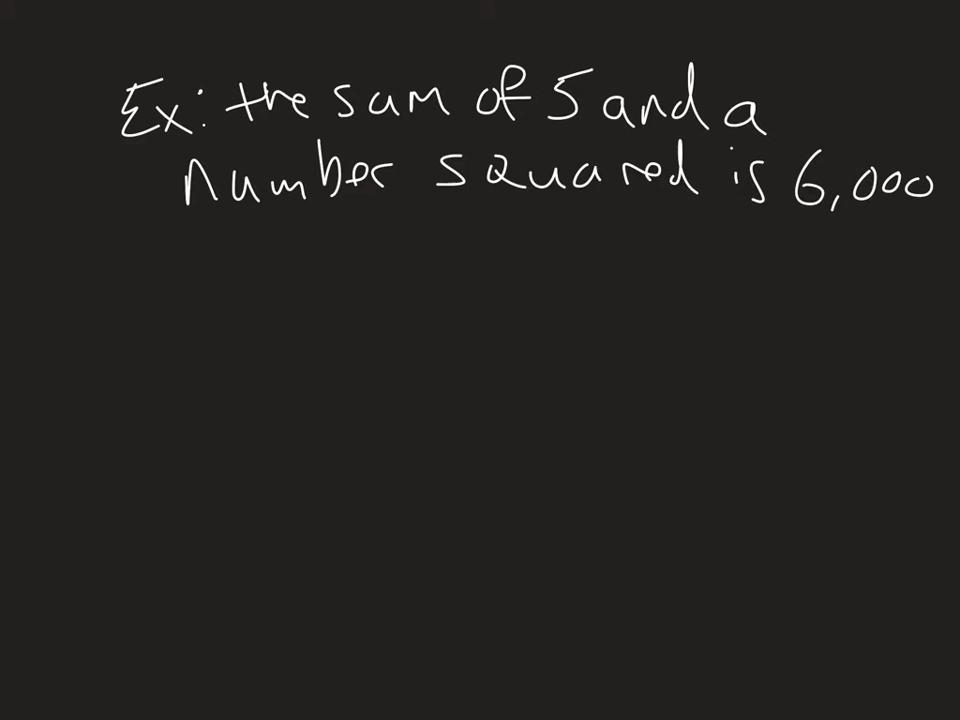 Ex: the sum of 5 and a
number squared is 6,000